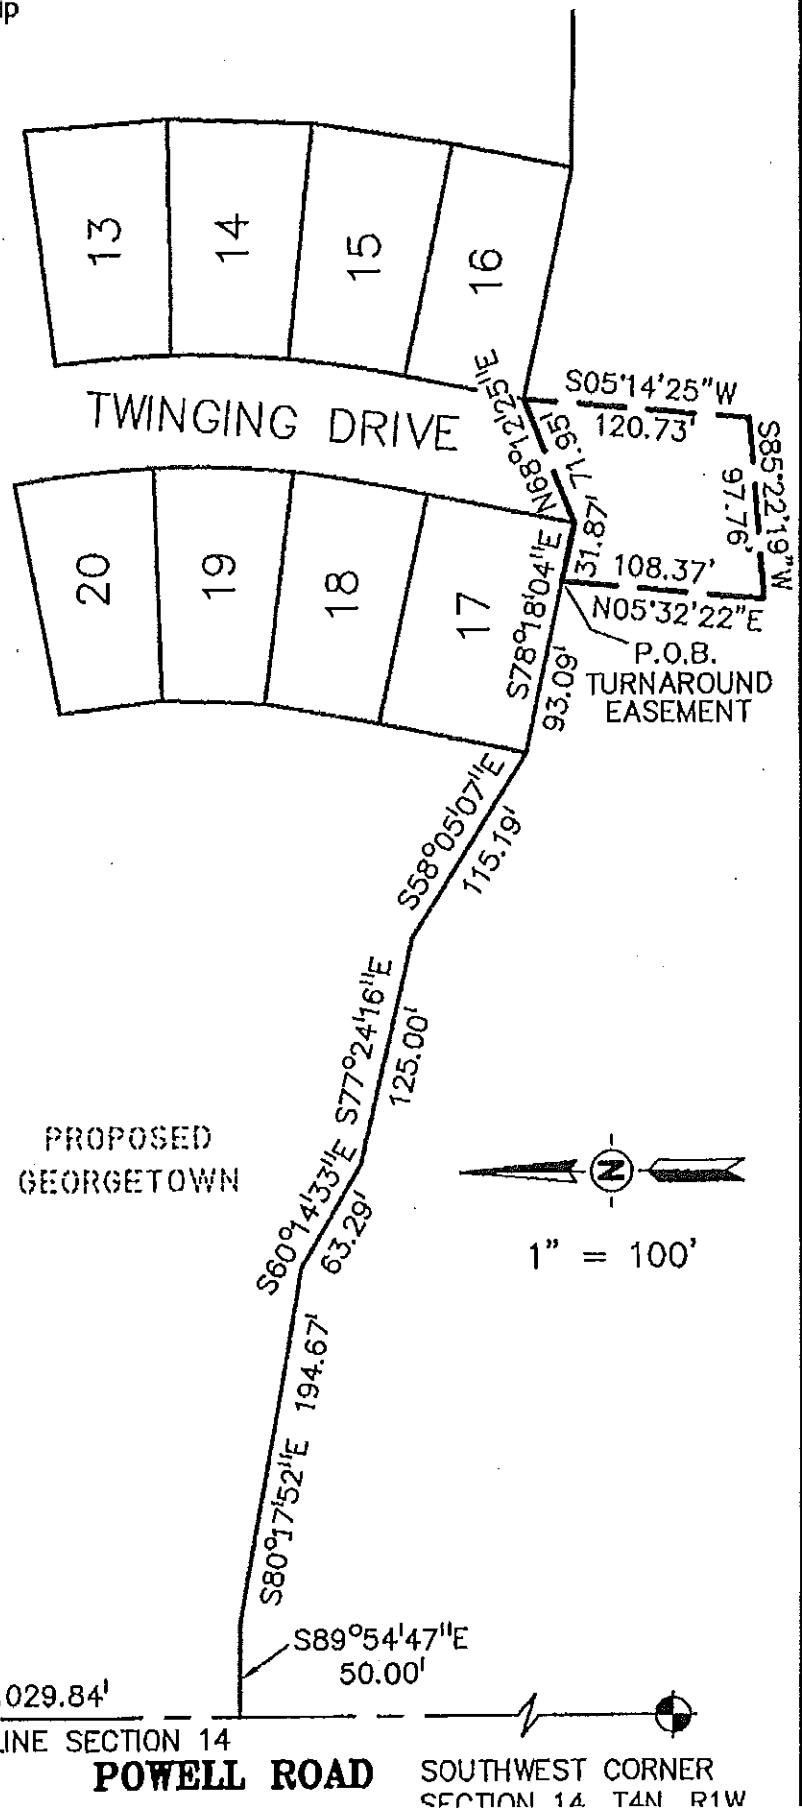 13
14
15
16
TWINGING DRIVE
N68°12'25"E
71.95'
S05°14'25"W
120.73'
S85°22'19"W
97.76'
20
19
18
17
S78°18'04"E
31.87'
93.09'
108.37'
N05°32'22"E
P.O.B.
TURNAROUND
EASEMENT
S58°05'07"E
115.19'
S77°24'16"E
125.00'
PROPOSED
GEORGETOWN
S60°14'33"E
63.29'
N
1" = 100'
S80°17'52"E 194.67'
S89°54'47"E
50.00'
029.84'
LINE SECTION 14
POWELL ROAD
SOUTHWEST CORNER
SECTION 14, T4N, R1W